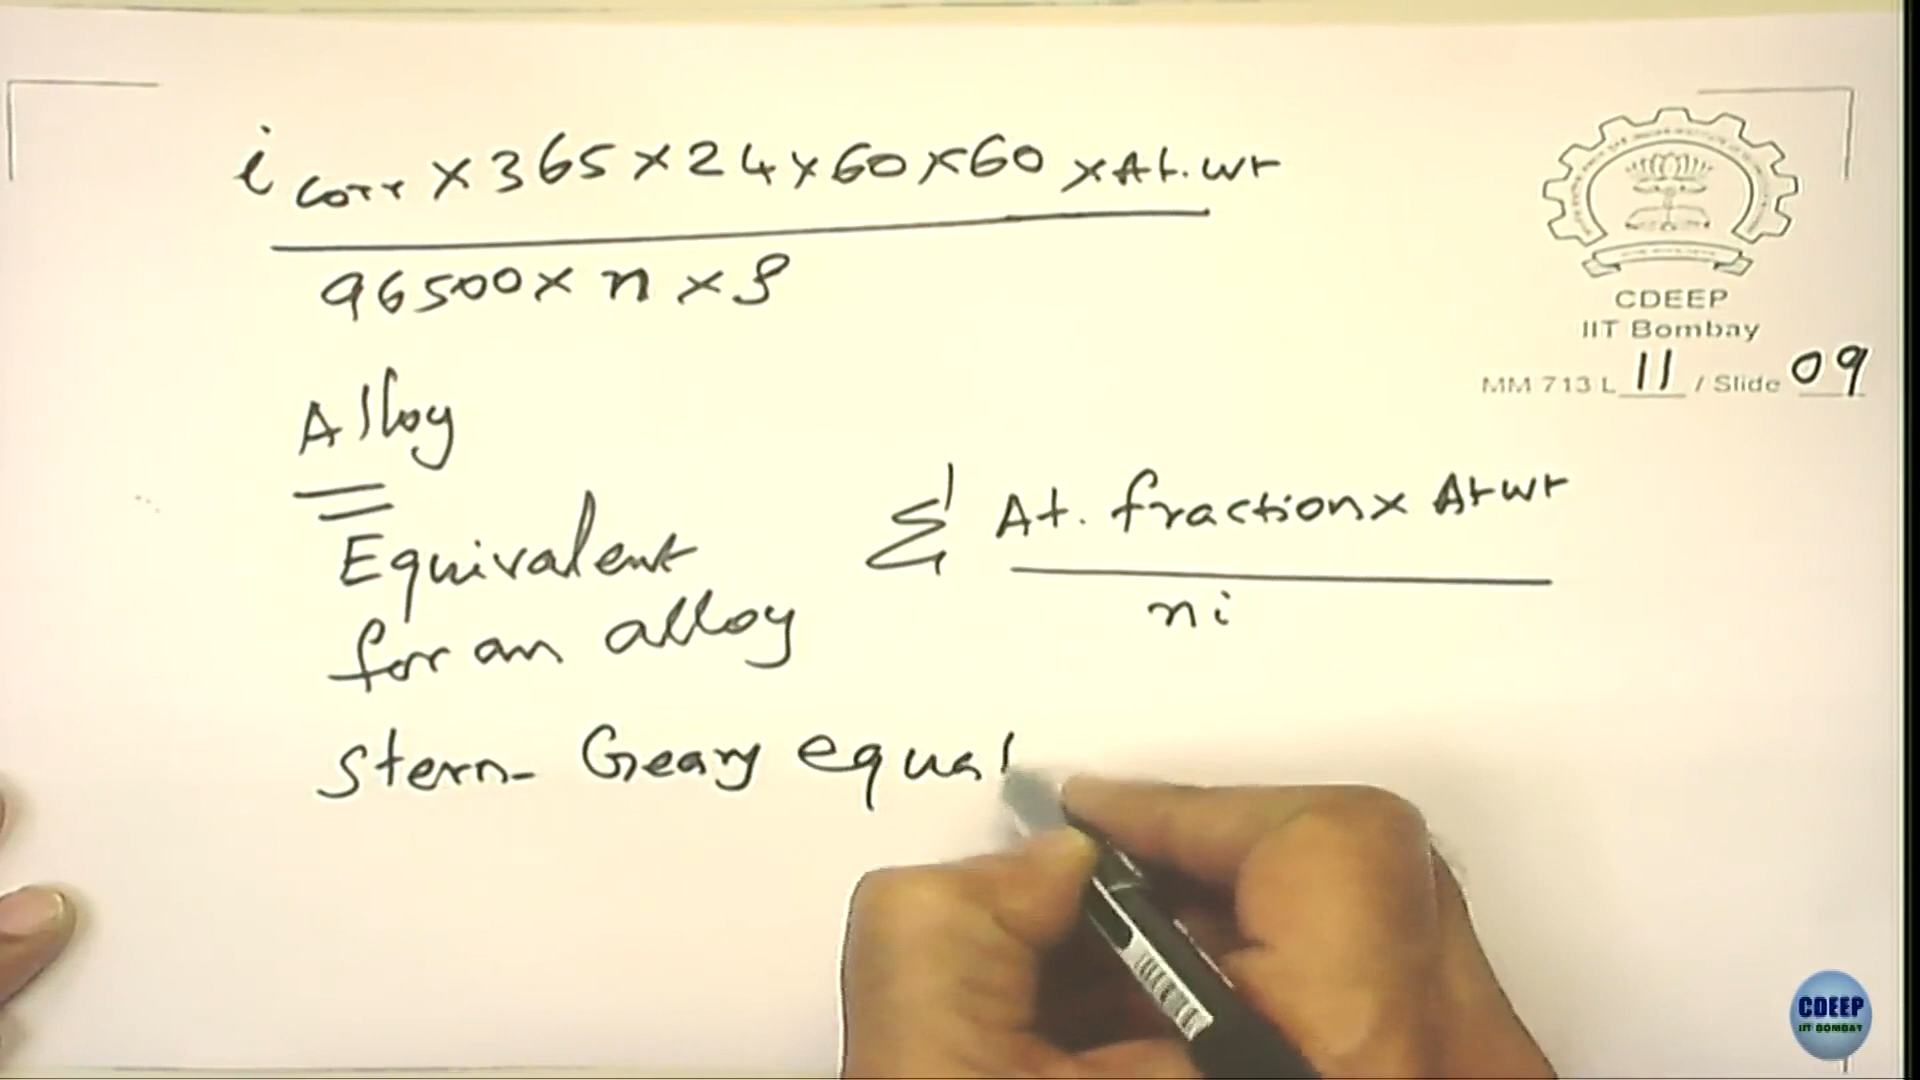 i corr × 365 × 24 × 60 × 60 × At. wt
96500 × n × ρ
CDEEP
IIT Bombay
MM 713 L 11 / Slide 09
Alloy
Equivalent
for an alloy
Σ At. fraction × At wt
ni
Stern- Geary equat
CDEEP
IIT BOMBAY